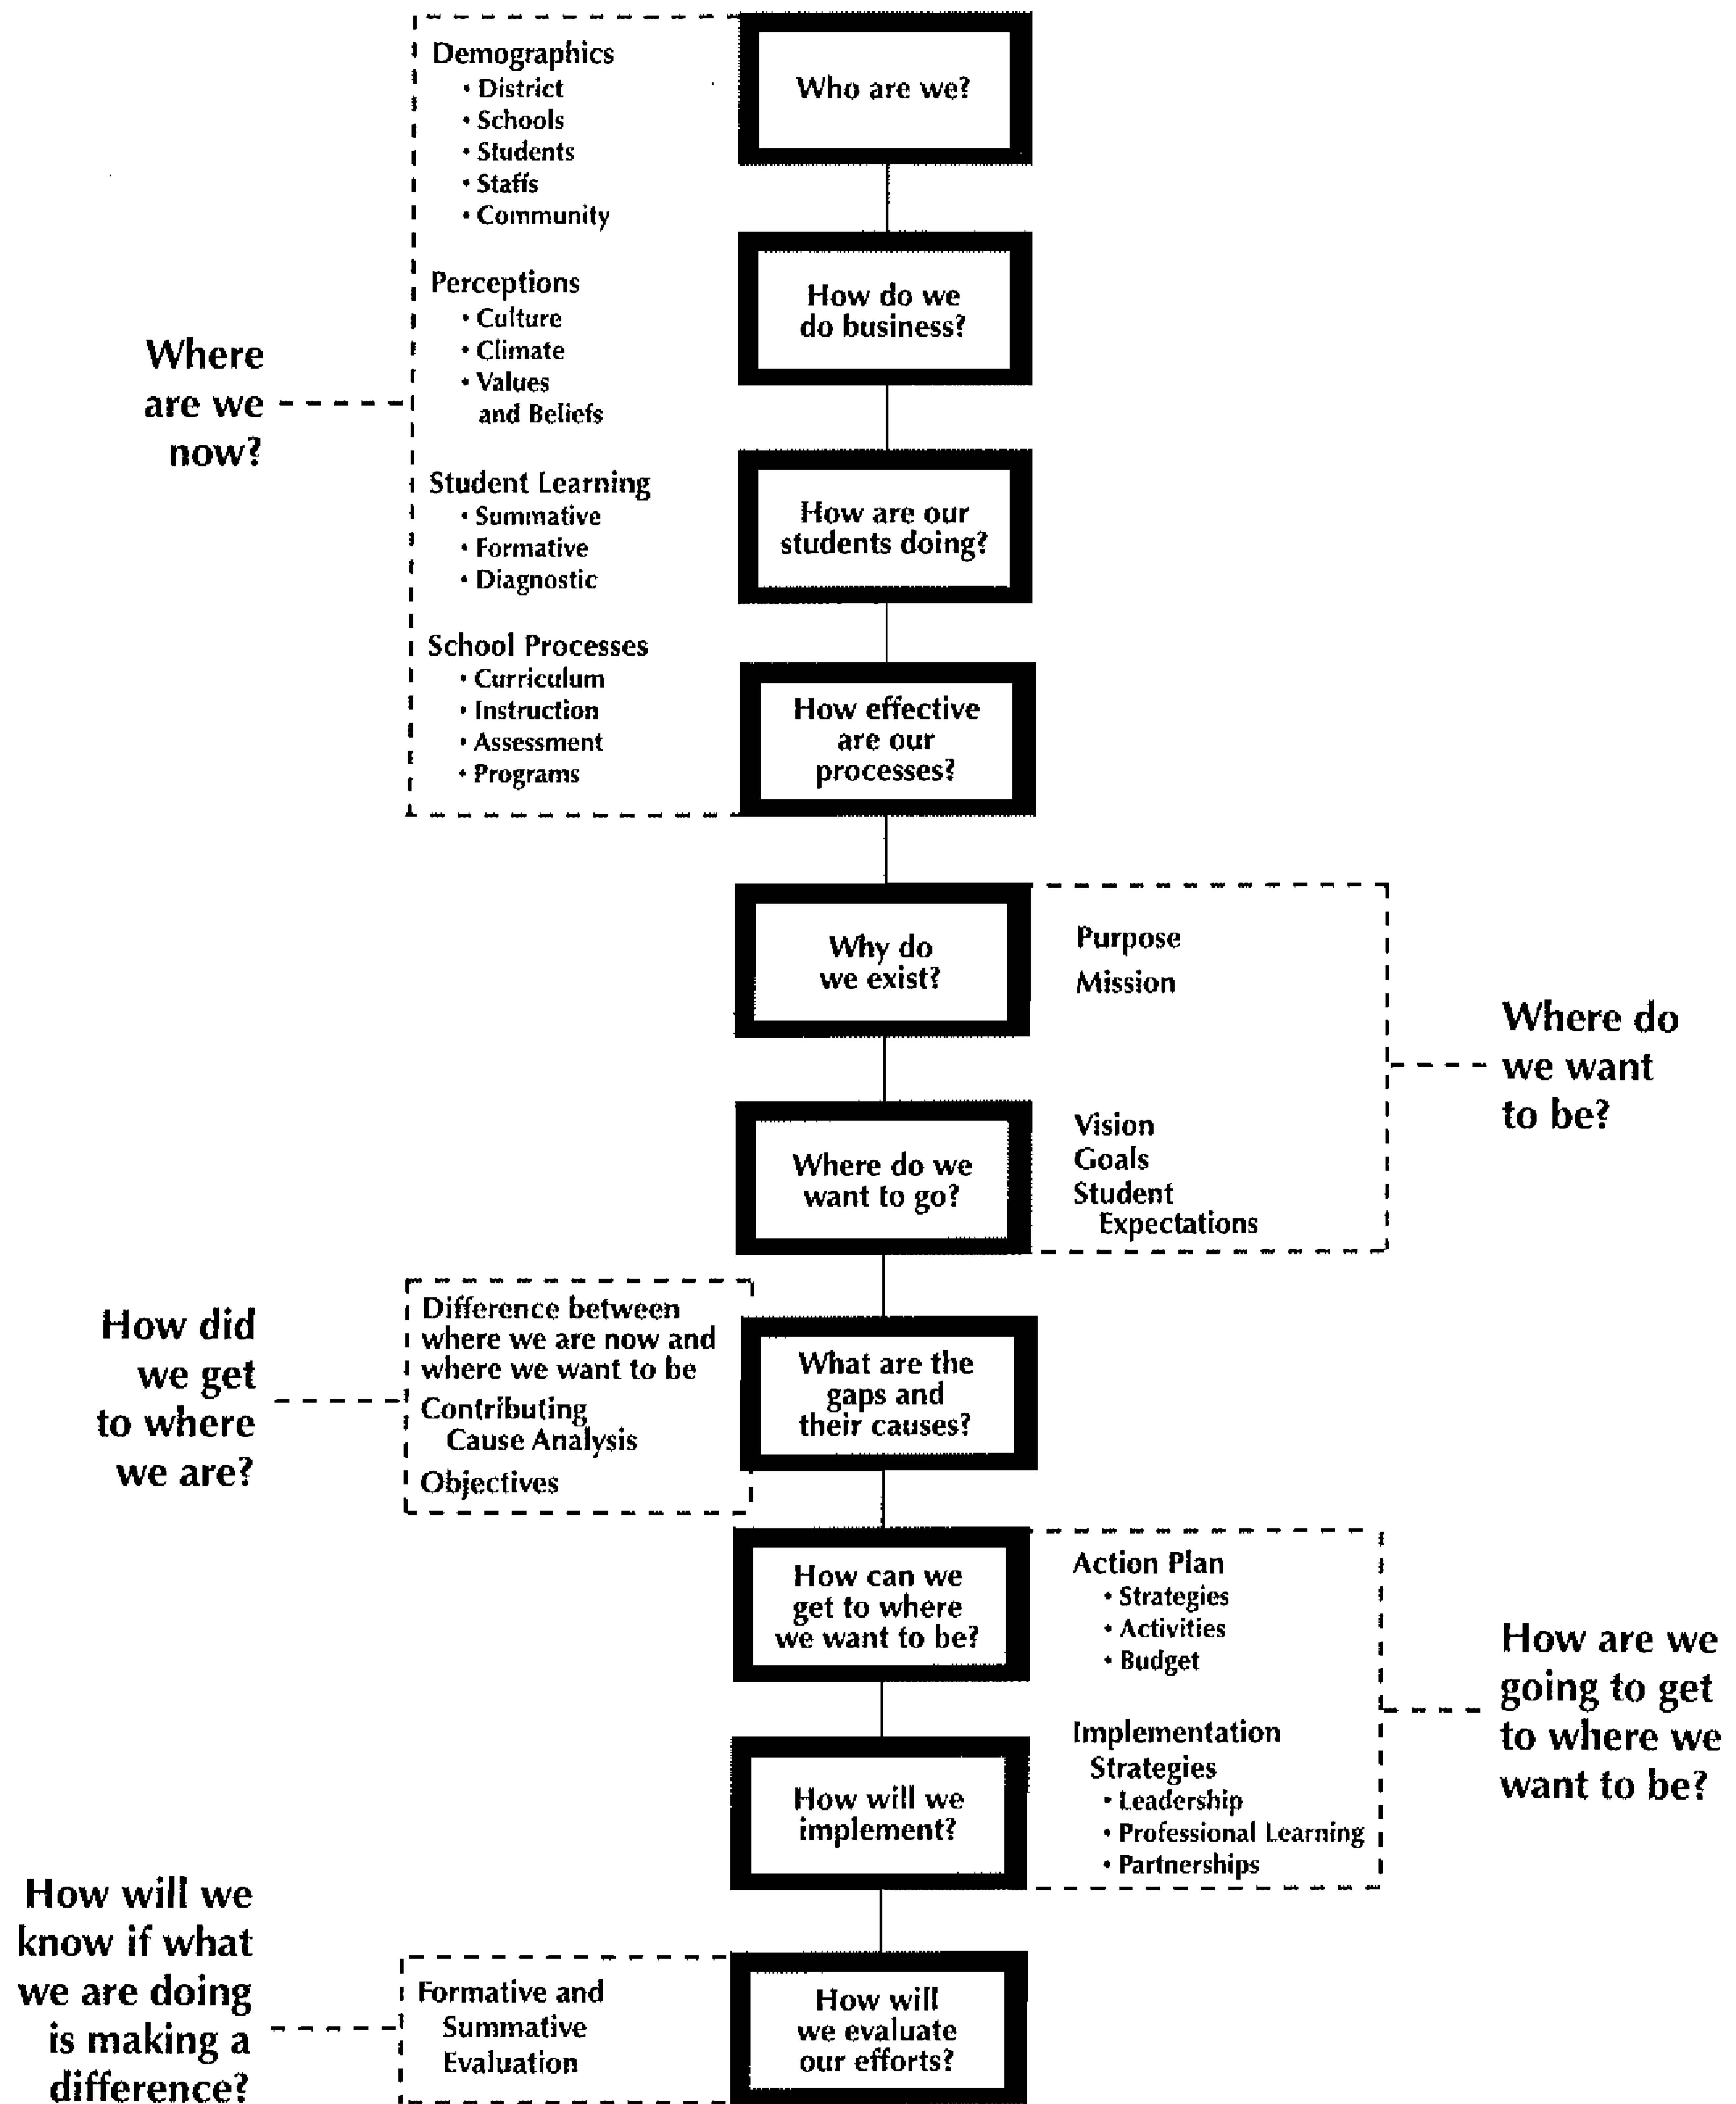 Where
are we
now?
Demographics
• District
• Schools
• Students
• Staffs
• Community
Who are we?
Perceptions
• Culture
• Climate
• Values
and Beliefs
How do we
do business?
Student Learning
• Summative
• Formative
• Diagnostic
How are our
students doing?
School Processes
• Curriculum
• Instruction
• Assessment
• Programs
How effective
are our
processes?
Why do
we exist?
Purpose
Mission
Where do we
want to go?
Vision
Goals
Student
Expectations
Where do
we want
to be?
How did
we get
to where
we are?
Difference between
where we are now and
where we want to be
Contributing
Cause Analysis
Objectives
What are the
gaps and
their causes?
How can we
get to where
we want to be?
Action Plan
• Strategies
• Activities
• Budget
How will we
implement?
Implementation
Strategies
• Leadership
• Professional Learning
• Partnerships
How are we
going to get
to where we
want to be?
How will we
know if what
we are doing
is making a
difference?
Formative and
Summative
Evaluation
How will
we evaluate
our efforts?